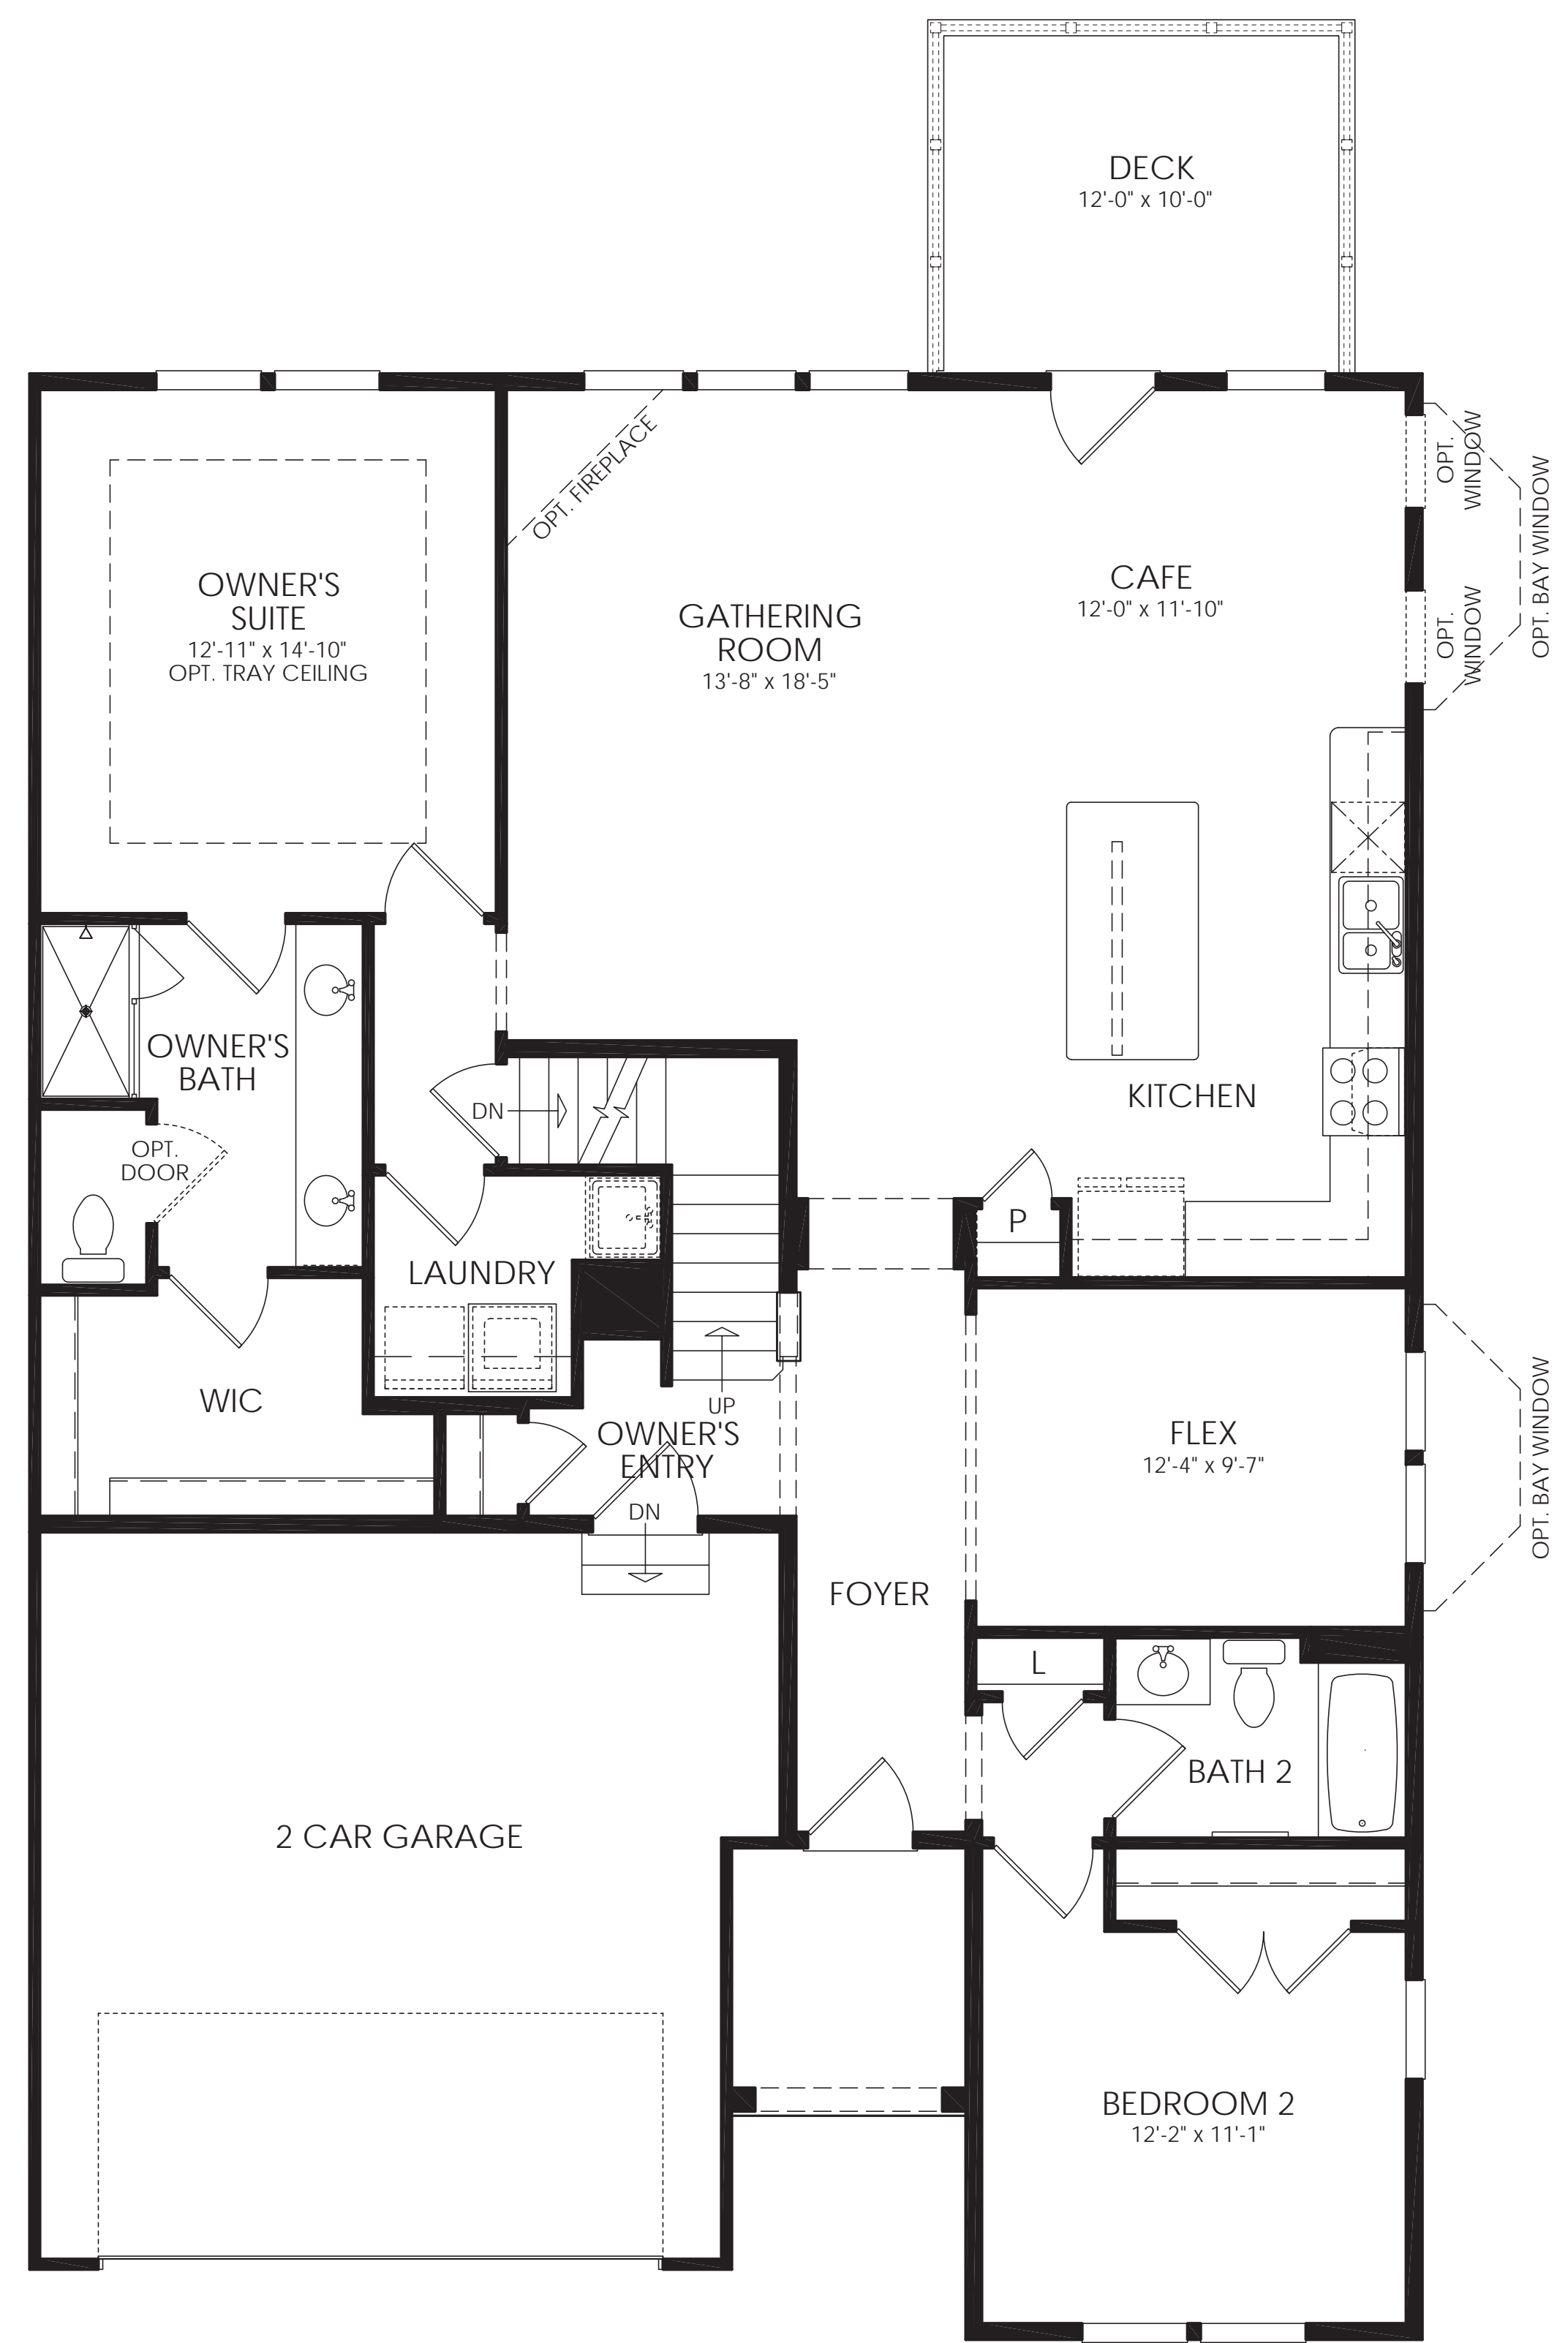 DECK
12'-0" x 10'-0"
OPT. FIREPLACE
OPT.
WINDOW
OPT. BAY WINDOW
OWNER'S
SUITE
12'-11" x 14'-10"
OPT. TRAY CEILING
GATHERING
ROOM
13'-8" x 18'-5"
CAFE
12'-0" x 11'-10"
OPT.
WINDOW
OWNER'S
BATH
DN
KITCHEN
OPT.
DOOR
P
LAUNDRY
WIC
UP
OWNER'S
ENTRY
DN
FLEX
12'-4" x 9'-7"
OPT. BAY WINDOW
FOYER
L
BATH 2
2 CAR GARAGE
BEDROOM 2
12'-2" x 11'-1"